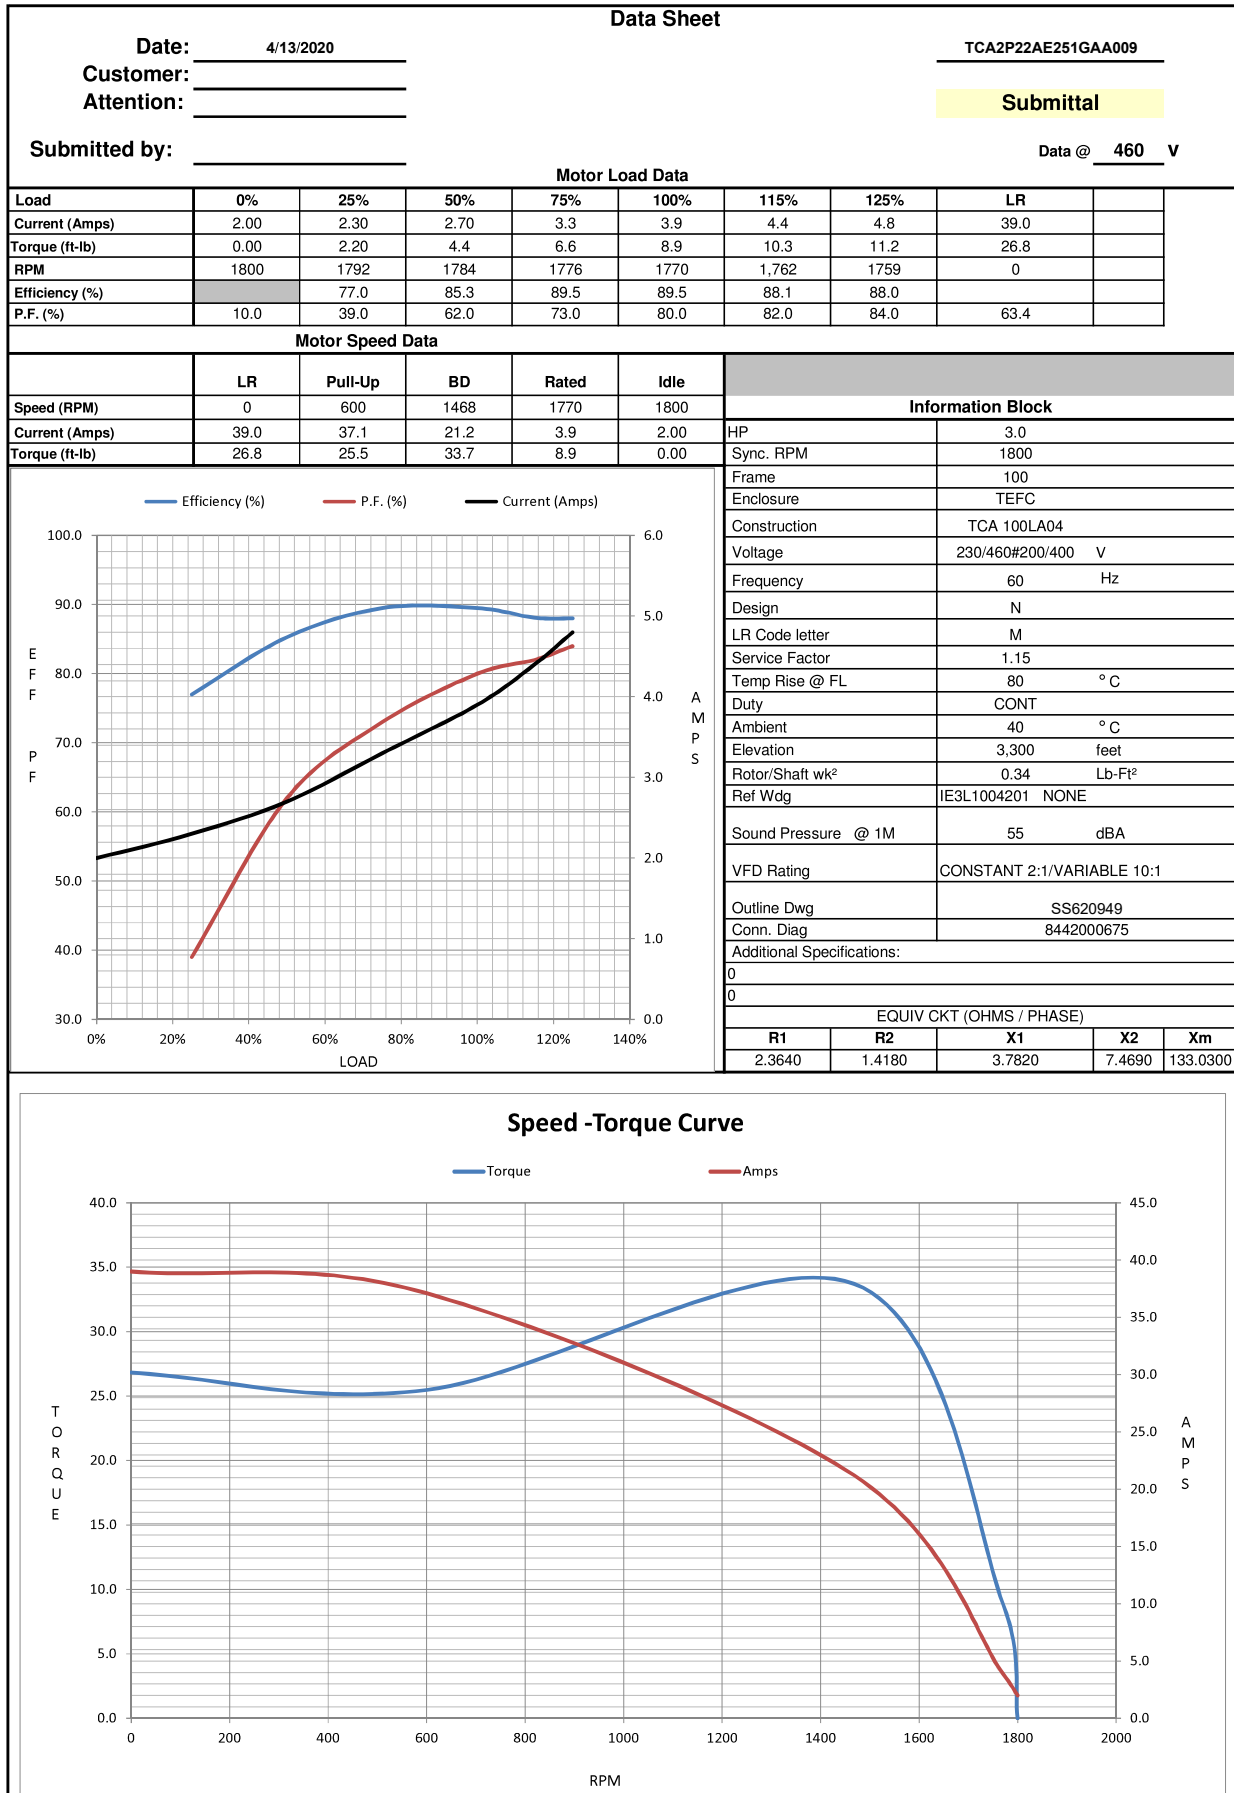 Data Sheet
Date: 4/13/2020 TCA2P22AE251GAA009
Customer:
Attention: Submittal
Submitted by: Data @ 460 V
Motor Load Data
Load 0% 25% 50% 75% 100% 115% 125% LR
Current (Amps) 2.00 2.30 2.70 3.3 3.9 4.4 4.8 39.0
Torque (ft-lb) 0.00 2.20 4.4 6.6 8.9 10.3 11.2 26.8
RPM 1800 1792 1784 1776 1770 1,762 1759 0
Efficiency (%) 77.0 85.3 89.5 89.5 88.1 88.0
P.F. (%) 10.0 39.0 62.0 73.0 80.0 82.0 84.0 63.4
Motor Speed Data
LR Pull-Up BD Rated Idle
Speed (RPM) 0 600 1468 1770 1800
Current (Amps) 39.0 37.1 21.2 3.9 2.00
Torque (ft-lb) 26.8 25.5 33.7 8.9 0.00
Information Block
HP 3.0
Sync. RPM 1800
Frame 100
Enclosure TEFC
Construction TCA 100LA04
Voltage 230/460#200/400 V
Frequency 60 Hz
Design N
LR Code letter M
Service Factor 1.15
Temp Rise @ FL 80 ° C
Duty CONT
Ambient 40 ° C
Elevation 3,300 feet
Rotor/Shaft wk² 0.34 Lb-Ft²
Ref Wdg IE3L1004201 NONE
Sound Pressure @ 1M 55 dBA
VFD Rating CONSTANT 2:1/VARIABLE 10:1
Outline Dwg SS620949
Conn. Diag 8442000675
Additional Specifications:
0
0
EQUIV CKT (OHMS / PHASE)
R1 R2 X1 X2 Xm
2.3640 1.4180 3.7820 7.4690 133.0300
Efficiency (%) P.F. (%) Current (Amps)
100.0
90.0
80.0
70.0
60.0
50.0
40.0
30.0
EFF PF
6.0
5.0
4.0
3.0
2.0
1.0
0.0
AMPS
0% 20% 40% 60% 80% 100% 120% 140%
LOAD
Speed -Torque Curve
Torque Amps
40.0
35.0
30.0
25.0
20.0
15.0
10.0
5.0
0.0
TORQUE
45.0
40.0
35.0
30.0
25.0
20.0
15.0
10.0
5.0
0.0
AMPS
0 200 400 600 800 1000 1200 1400 1600 1800 2000
RPM